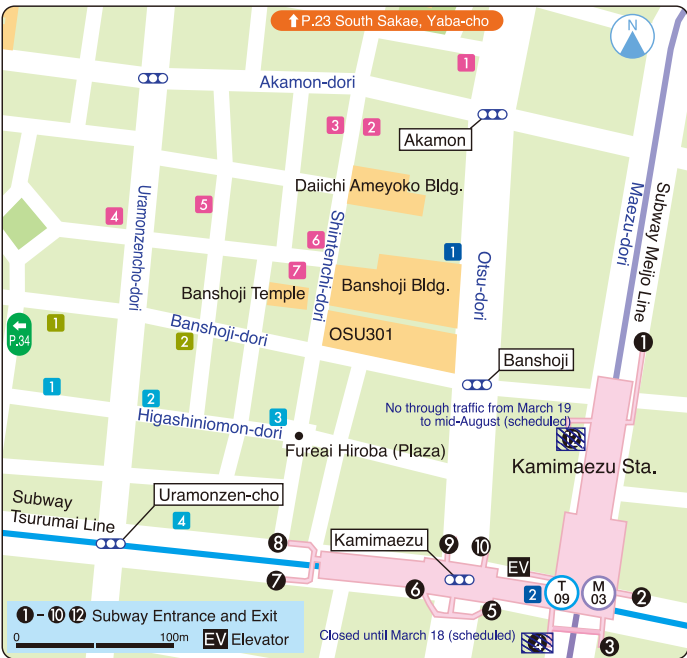 ↑P.23 South Sakae, Yaba-cho
N
1
Akamon-dori
Akamon
3
2
Daiichi Ameyoko Bldg.
Uramonzencho-dori
5
4
Shintenchi-dori
6
7
1
Otsu-dori
Maezu-dori
Subway Meijo Line
Banshoji Temple
Banshoji Bldg.
OSU301
Banshoji-dori
←
P.34
1
2
1
Banshoji
1
2
3
Higashiniomon-dori
Fureai Hiroba (Plaza)
No through traffic from March 19
to mid-August (scheduled)
12
Kamimaezu Sta.
Subway
Tsurumai Line
Uramonzen-cho
4
Kamimaezu
8
7
9
10
6
5
EV
2
T
09
M
03
2
3
Closed until March 18 (scheduled)
4
1 - 10 12 Subway Entrance and Exit
0 100m
EV Elevator